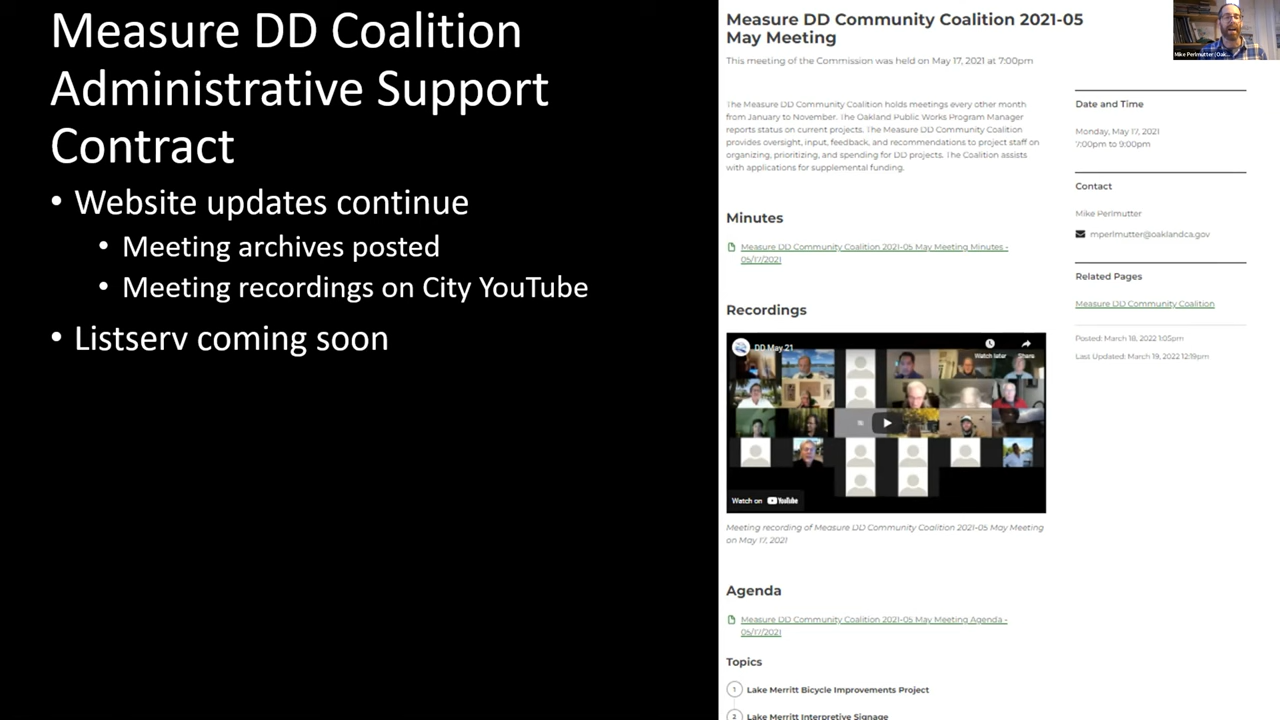 Measure DD Coalition
Administrative Support
Contract
• Website updates continue
• Meeting archives posted
• Meeting recordings on City YouTube
• Listserv coming soon
Measure DD Community Coalition 2021-05
May Meeting
This meeting of the Commission was held on May 17, 2021 at 7:00pm
The Measure DD Community Coalition holds meetings every other month
from January to November. The Oakland Public Works Program Manager
reports status on current projects. The Measure DD Community Coalition
provides oversight, input, feedback, and recommendations to project staff on
organizing, prioritizing, and spending for DD projects. The Coalition assists
with applications for supplemental funding.
Minutes
Measure DD Community Coalition 2021-05 May Meeting Minutes -
05/17/2021
Recordings
DD May 21
Watch later
Share
Watch on YouTube
Meeting recording of Measure DD Community Coalition 2021-05 May Meeting
on May 17, 2021
Agenda
Measure DD Community Coalition 2021-05 May Meeting Agenda -
05/17/2021
Topics
1 Lake Merritt Bicycle Improvements Project
2 Lake Merritt Interpretive Signage
Mike Perlmutter (Oak...
Date and Time
Monday, May 17, 2021
7:00pm to 9:00pm
Contact
Mike Perlmutter
mperlmutter@oaklandca.gov
Related Pages
Measure DD Community Coalition
Posted: March 18, 2022 1:05pm
Last Updated: March 19, 2022 12:19pm